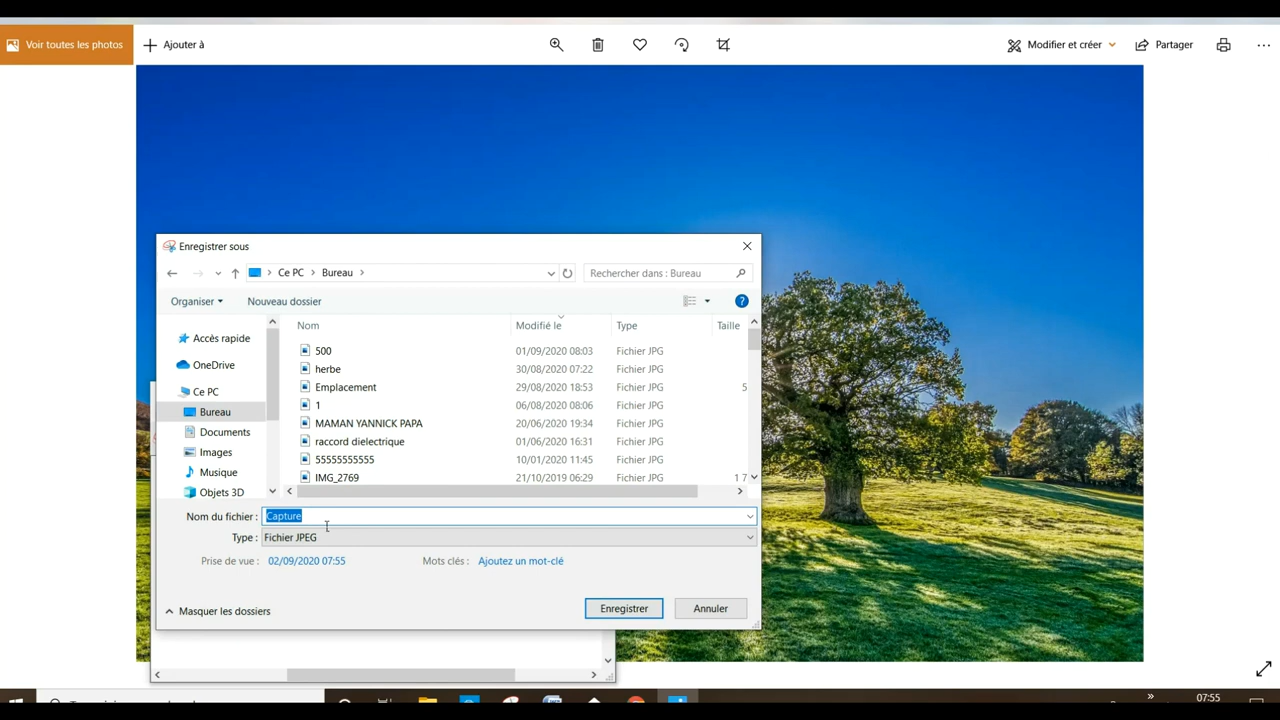 Voir toutes les photos
Ajouter à
Modifier et créer
Partager
Enregistrer sous
Ce PC
Bureau
Rechercher dans : Bureau
Organiser
Nouveau dossier
Accès rapide
OneDrive
Ce PC
Bureau
Documents
Images
Musique
Objets 3D
Nom Modifié le Type Taille
500 01/09/2020 08:03 Fichier JPG
herbe 30/08/2020 07:22 Fichier JPG
Emplacement 29/08/2020 18:53 Fichier JPG 5
1 06/08/2020 08:06 Fichier JPG
MAMAN YANNICK PAPA 20/06/2020 19:34 Fichier JPG
raccord dielectrique 01/06/2020 16:31 Fichier JPG
55555555555 10/01/2020 11:45 Fichier JPG
IMG_2769 21/10/2019 06:29 Fichier JPG 1 7
Nom du fichier : Capture
Type : Fichier JPEG
Prise de vue : 02/09/2020 07:55 Mots clés : Ajoutez un mot-clé
Masquer les dossiers
Enregistrer
Annuler
07:55